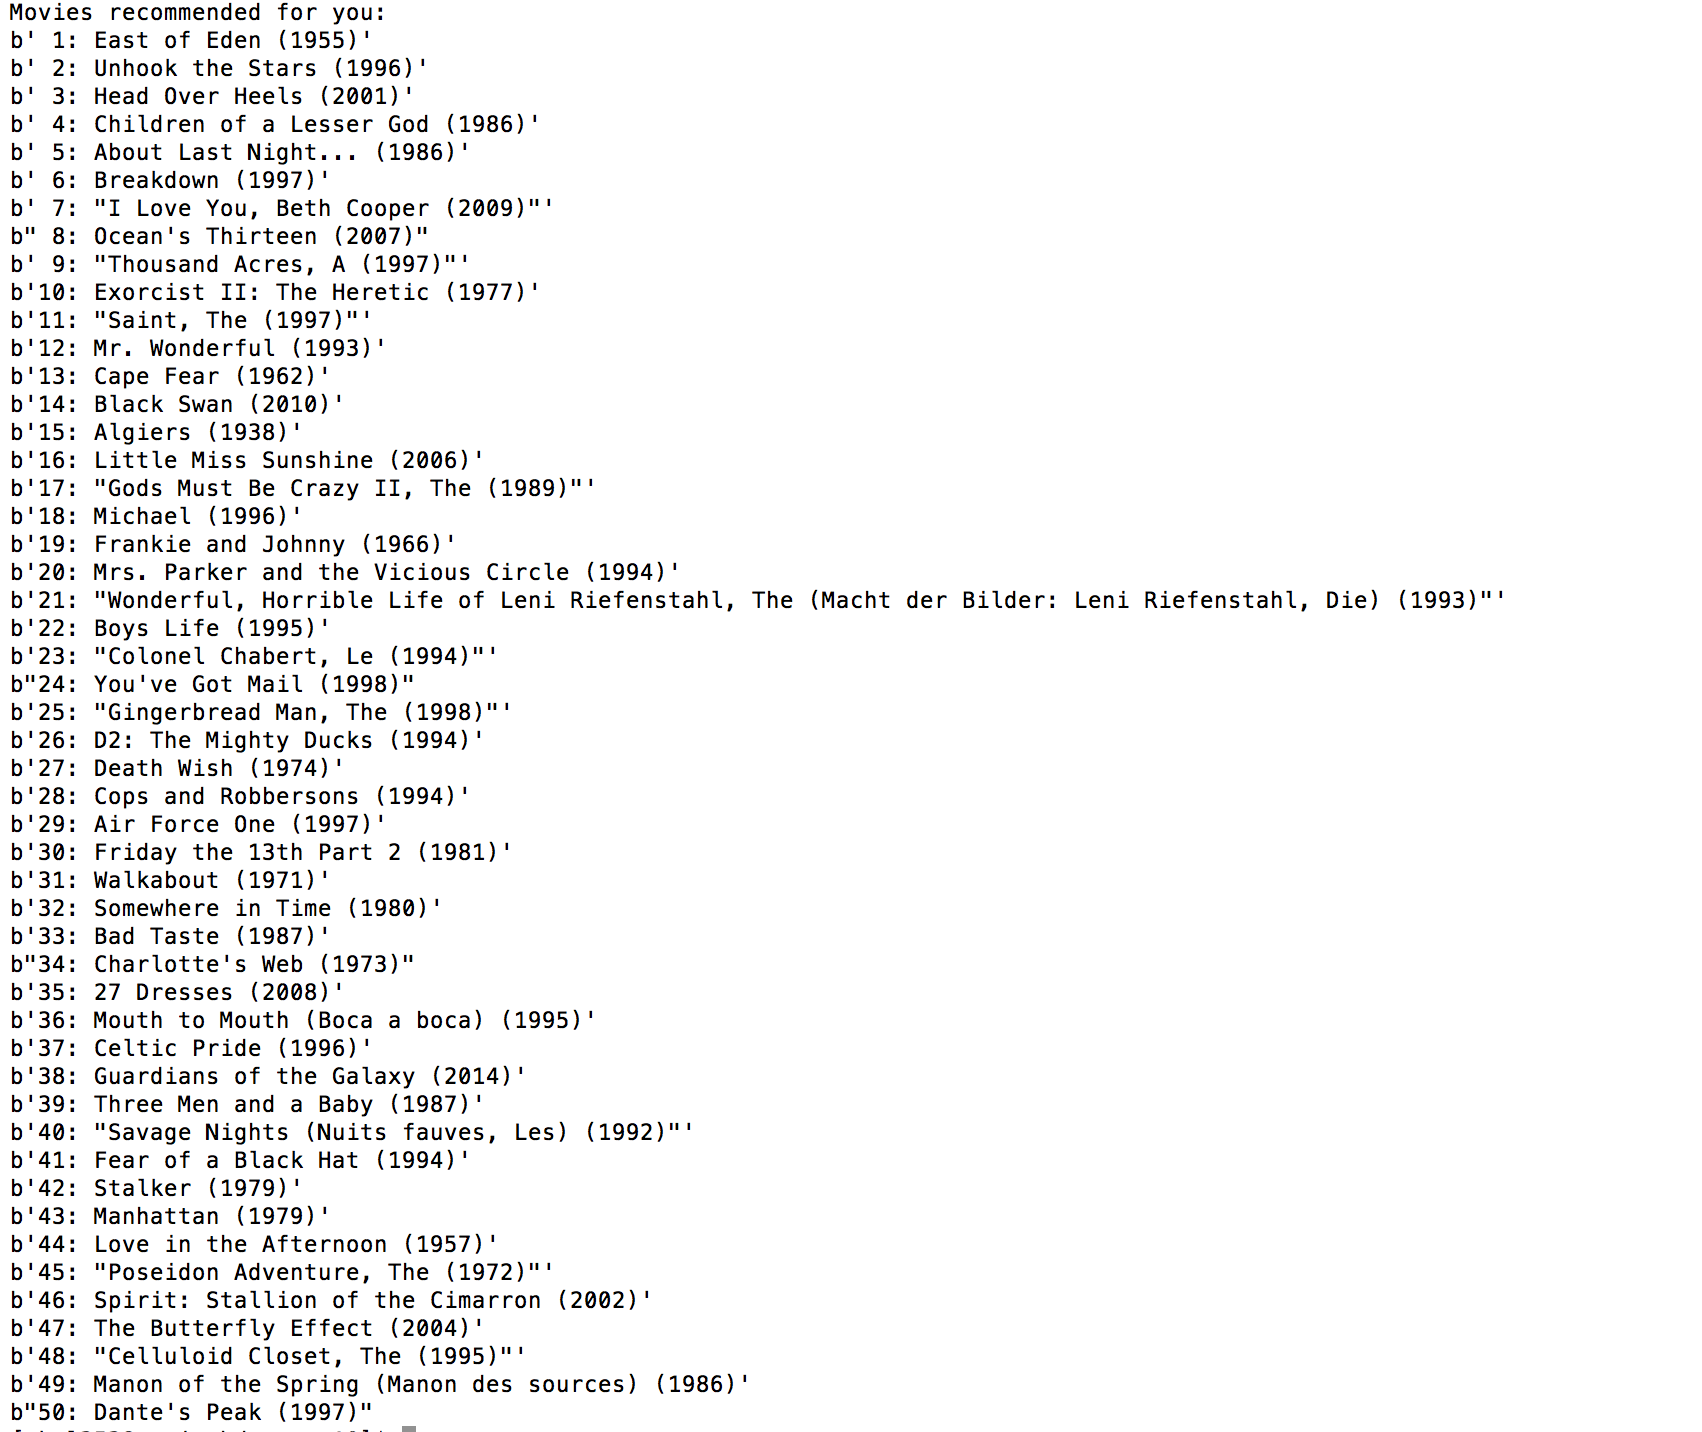 Movies recommended for you:
b' 1: East of Eden (1955)'
b' 2: Unhook the Stars (1996)'
b' 3: Head Over Heels (2001)'
b' 4: Children of a Lesser God (1986)'
b' 5: About Last Night... (1986)'
b' 6: Breakdown (1997)'
b' 7: "I Love You, Beth Cooper (2009)"'
b" 8: Ocean's Thirteen (2007)"
b' 9: "Thousand Acres, A (1997)"'
b'10: Exorcist II: The Heretic (1977)'
b'11: "Saint, The (1997)"'
b'12: Mr. Wonderful (1993)'
b'13: Cape Fear (1962)'
b'14: Black Swan (2010)'
b'15: Algiers (1938)'
b'16: Little Miss Sunshine (2006)'
b'17: "Gods Must Be Crazy II, The (1989)"'
b'18: Michael (1996)'
b'19: Frankie and Johnny (1966)'
b'20: Mrs. Parker and the Vicious Circle (1994)'
b'21: "Wonderful, Horrible Life of Leni Riefenstahl, The (Macht der Bilder: Leni Riefenstahl, Die) (1993)"'
b'22: Boys Life (1995)'
b'23: "Colonel Chabert, Le (1994)"'
b"24: You've Got Mail (1998)"
b'25: "Gingerbread Man, The (1998)"'
b'26: D2: The Mighty Ducks (1994)'
b'27: Death Wish (1974)'
b'28: Cops and Robbersons (1994)'
b'29: Air Force One (1997)'
b'30: Friday the 13th Part 2 (1981)'
b'31: Walkabout (1971)'
b'32: Somewhere in Time (1980)'
b'33: Bad Taste (1987)'
b"34: Charlotte's Web (1973)"
b'35: 27 Dresses (2008)'
b'36: Mouth to Mouth (Boca a boca) (1995)'
b'37: Celtic Pride (1996)'
b'38: Guardians of the Galaxy (2014)'
b'39: Three Men and a Baby (1987)'
b'40: "Savage Nights (Nuits fauves, Les) (1992)"'
b'41: Fear of a Black Hat (1994)'
b'42: Stalker (1979)'
b'43: Manhattan (1979)'
b'44: Love in the Afternoon (1957)'
b'45: "Poseidon Adventure, The (1972)"'
b'46: Spirit: Stallion of the Cimarron (2002)'
b'47: The Butterfly Effect (2004)'
b'48: "Celluloid Closet, The (1995)"'
b'49: Manon of the Spring (Manon des sources) (1986)'
b"50: Dante's Peak (1997)"